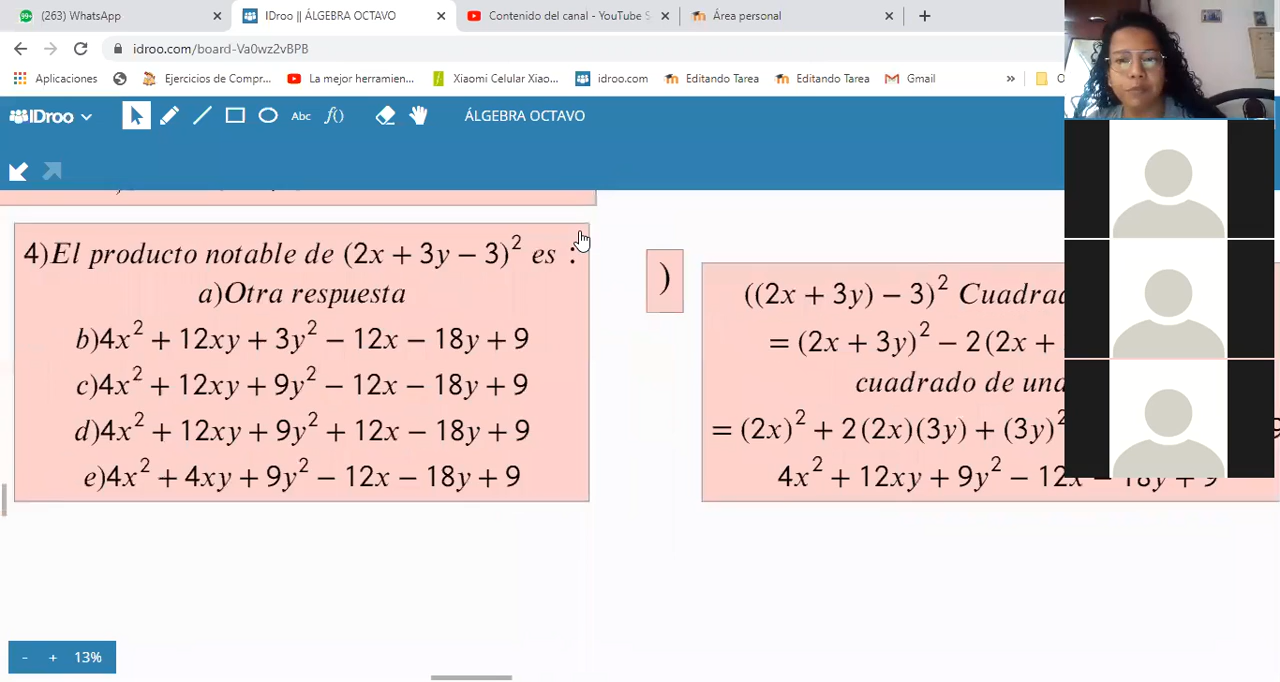 (263) WhatsApp
IDroo || ÁLGEBRA OCTAVO
Contenido del canal - YouTube S
Área personal
idroo.com/board-Va0wz2vBPB
Aplicaciones
Ejercicios de Compr...
La mejor herramien...
Xiaomi Celular Xiao...
idroo.com
Editando Tarea
Editando Tarea
Gmail
»
IDroo
Abc
f()
ÁLGEBRA OCTAVO
4)El producto notable de (2x + 3y − 3)² es :
a)Otra respuesta
b)4x² + 12xy + 3y² − 12x − 18y + 9
c)4x² + 12xy + 9y² − 12x − 18y + 9
d)4x² + 12xy + 9y² + 12x − 18y + 9
e)4x² + 4xy + 9y² − 12x − 18y + 9
)
((2x + 3y) − 3)² Cuadrad
= (2x + 3y)² − 2(2x +
cuadrado de una
= (2x)² + 2(2x)(3y) + (3y)²
4x² + 12xy + 9y² − 12x − 18y + 9
- + 13%